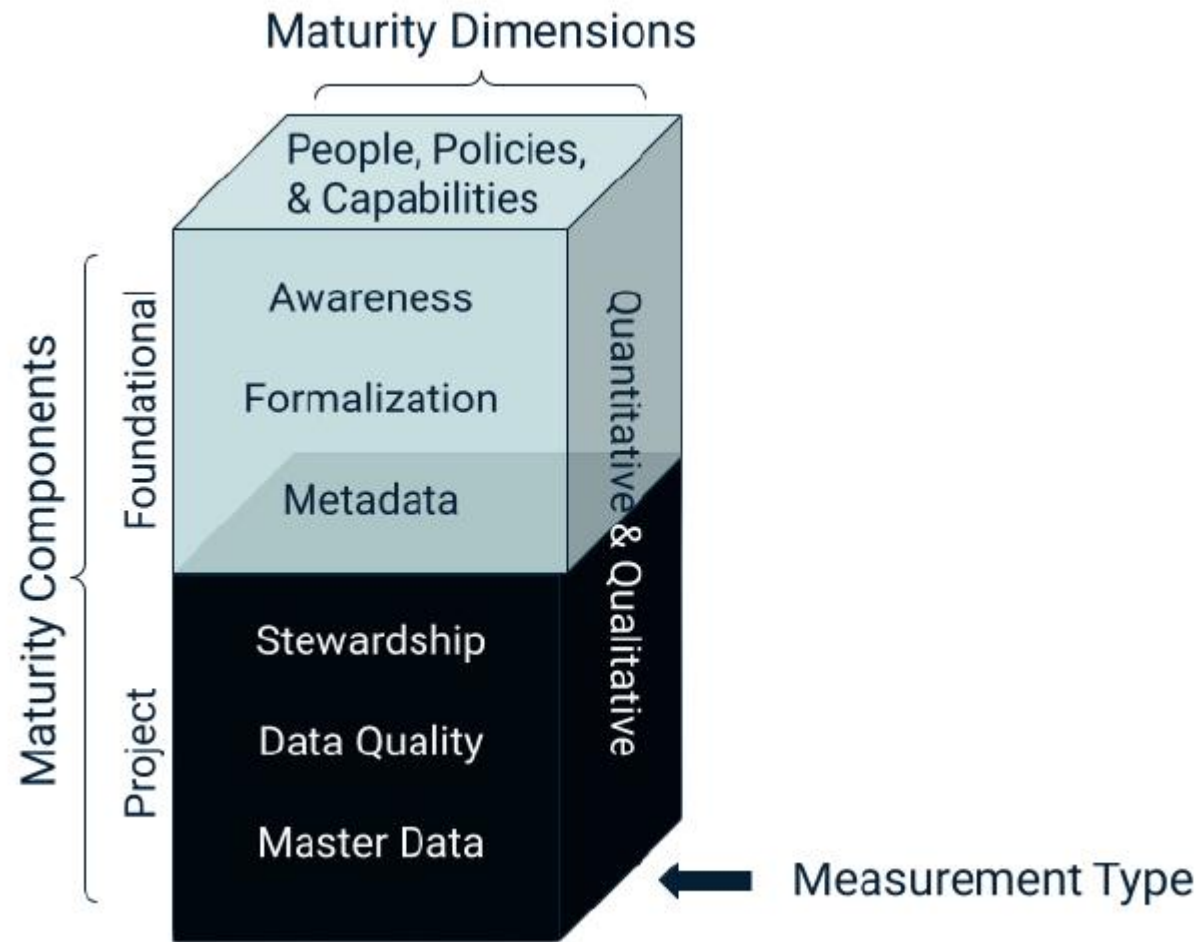 Maturity Dimensions
People, Policies,
& Capabilities
Maturity Components
Foundational
Awareness
Formalization
Metadata
Quantitative & Qualitative
Project
Stewardship
Data Quality
Master Data
Measurement Type